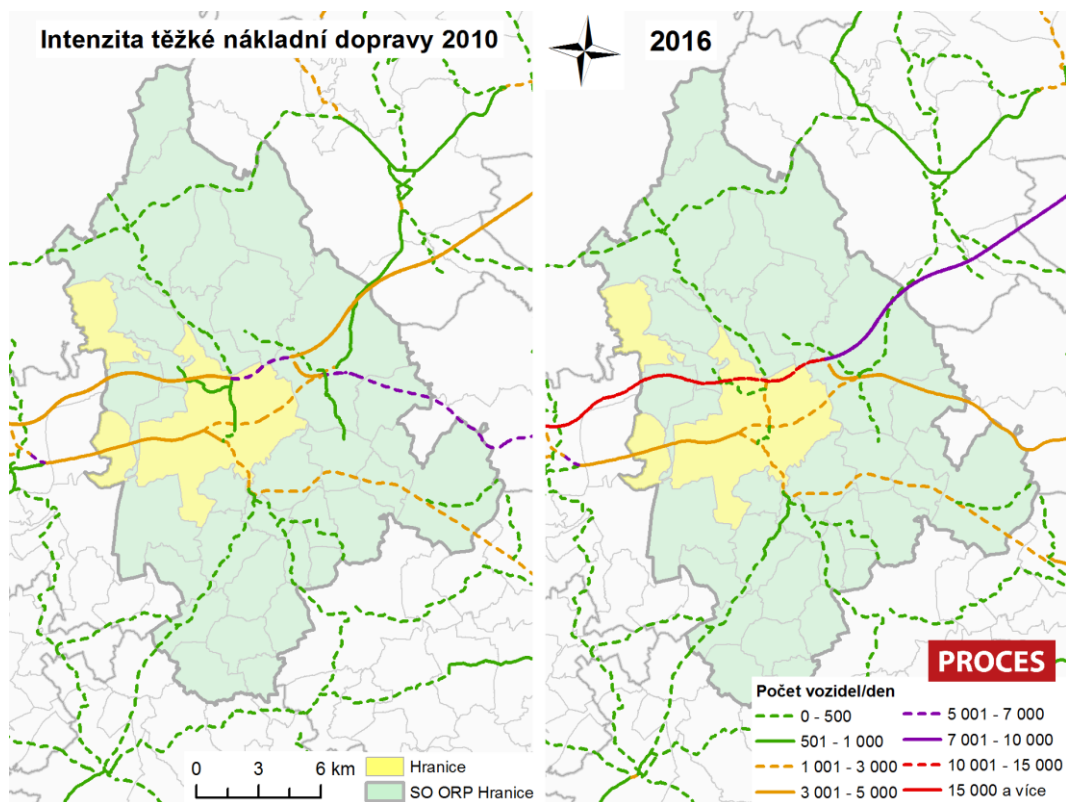 Intenzita těžké nákladní dopravy 2010
2016
PROCES
Počet vozidel/den
0 - 500
501 - 1 000
1 001 - 3 000
3 001 - 5 000
5 001 - 7 000
7 001 - 10 000
10 001 - 15 000
15 000 a více
0 3 6 km
Hranice
SO ORP Hranice